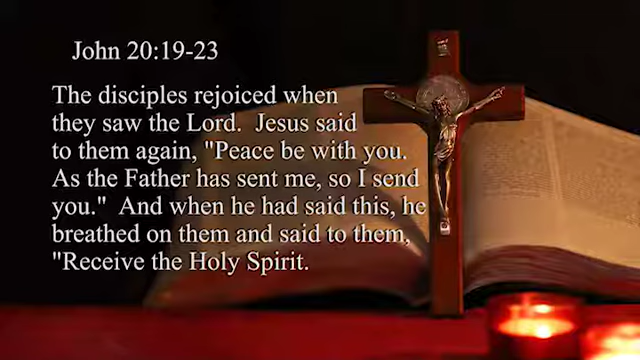 John 20:19-23
The disciples rejoiced when
they saw the Lord.  Jesus said
to them again, "Peace be with you.
As the Father has sent me, so I send
you."  And when he had said this, he
breathed on them and said to them,
"Receive the Holy Spirit.